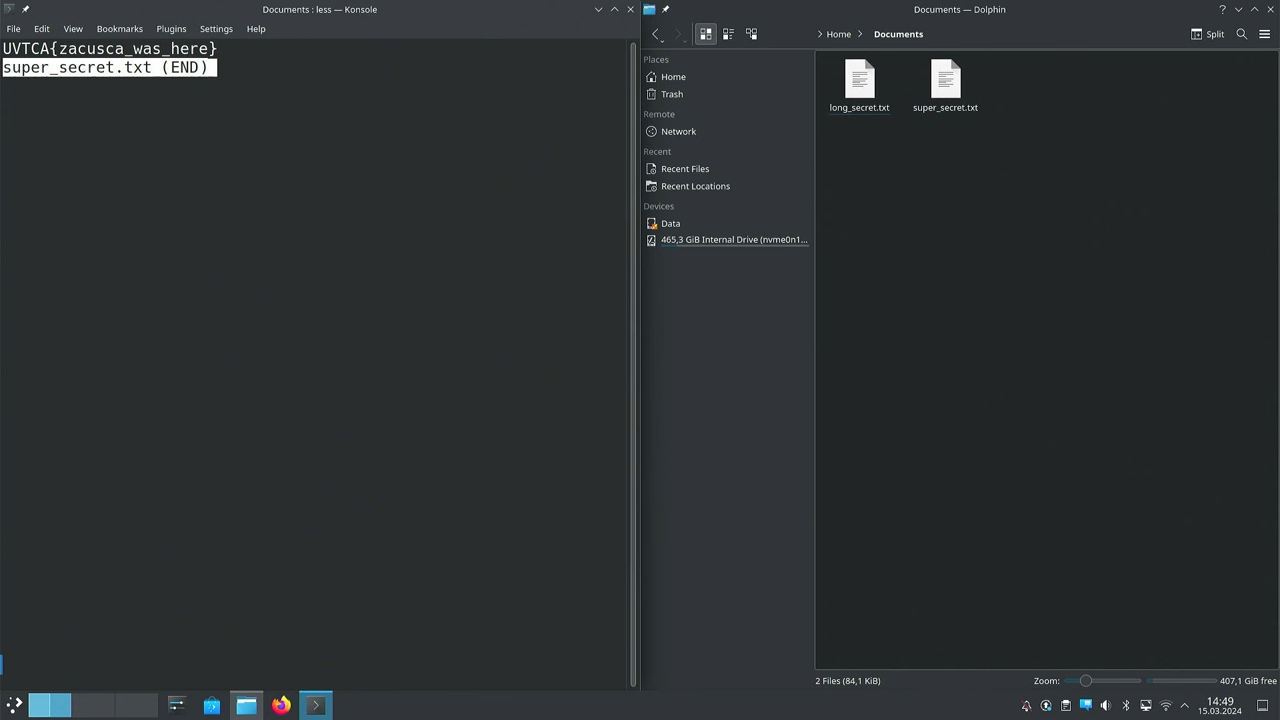 Documents : less — Konsole
File Edit View Bookmarks Plugins Settings Help
UVTCA{zacusca_was_here}
super_secret.txt (END)
Documents — Dolphin
Home Documents Split
Places
Home
Trash
Remote
Network
Recent
Recent Files
Recent Locations
Devices
Data
465,3 GiB Internal Drive (nvme0n1...
long_secret.txt super_secret.txt
2 Files (84,1 KiB) Zoom: 407,1 GiB free
14:49
15.03.2024